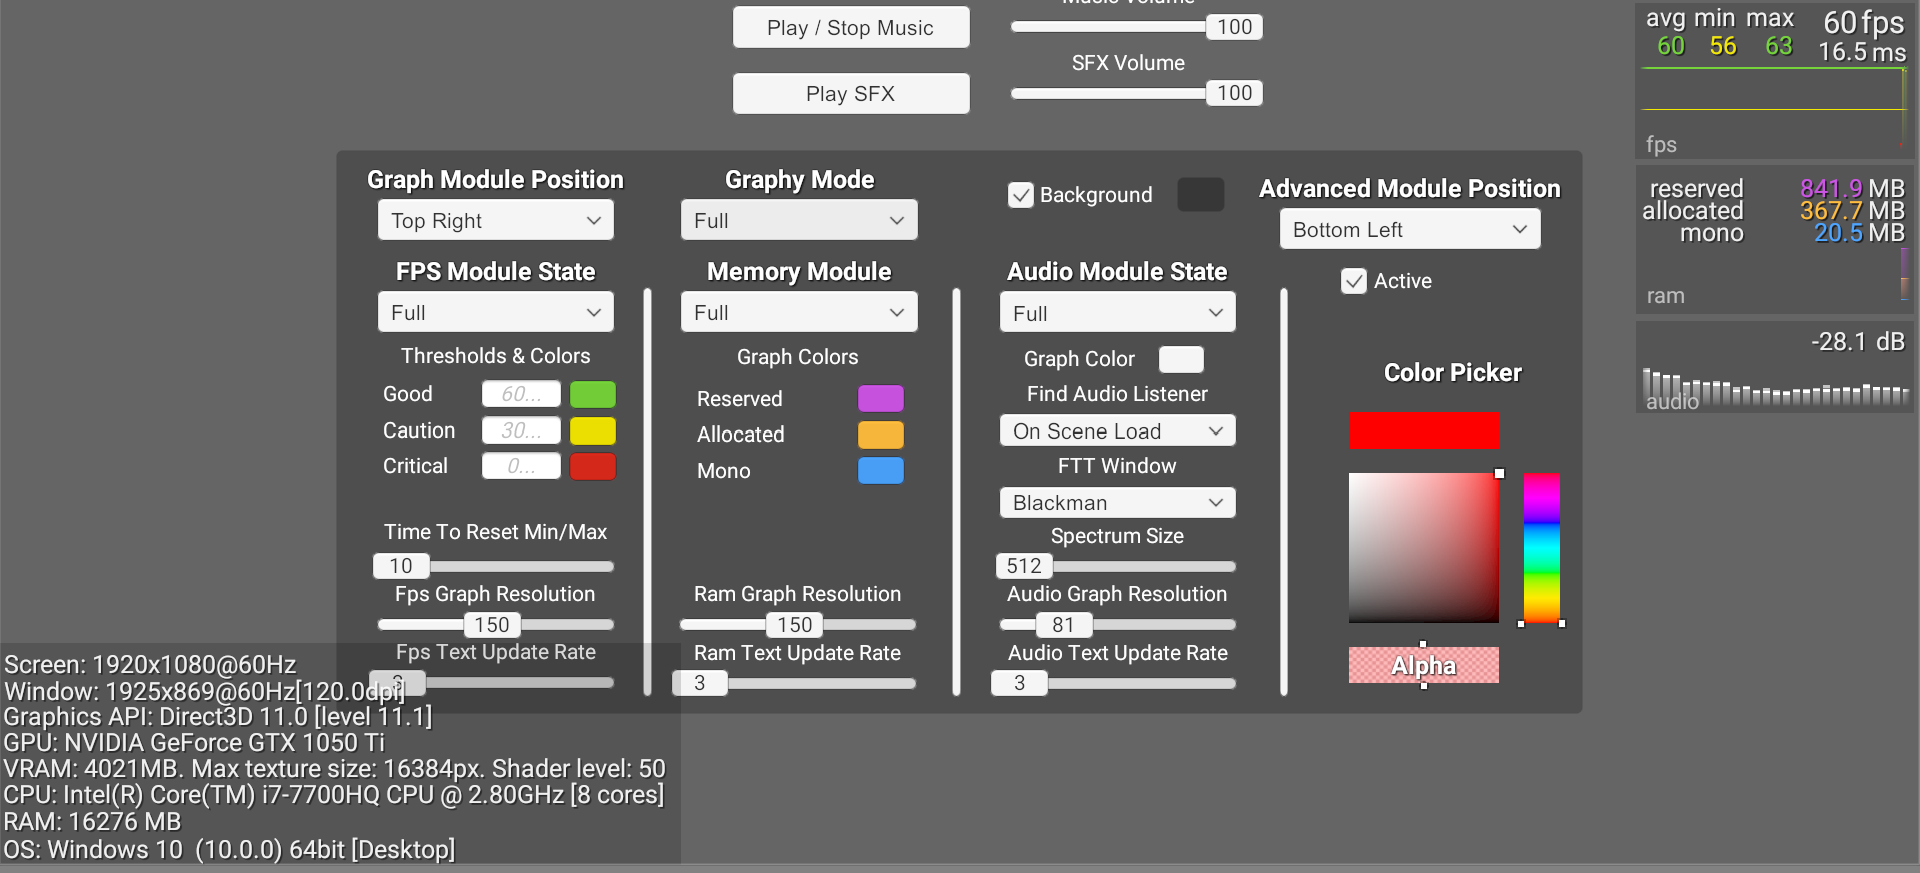 Play / Stop Music
Music Volume
100
Play SFX
SFX Volume
100
Graph Module Position
Top Right
Graphy Mode
Full
Background
Advanced Module Position
Bottom Left
Active
FPS Module State
Full
Thresholds & Colors
Good
60...
Caution
30...
Critical
0...
Time To Reset Min/Max
10
Fps Graph Resolution
150
Fps Text Update Rate
3
Memory Module
Full
Graph Colors
Reserved
Allocated
Mono
Ram Graph Resolution
150
Ram Text Update Rate
3
Audio Module State
Full
Graph Color
Find Audio Listener
On Scene Load
FTT Window
Blackman
Spectrum Size
512
Audio Graph Resolution
81
Audio Text Update Rate
3
Color Picker
Alpha
avg min max 60 fps
60 56 63 16.5 ms
fps
reserved 841.9 MB
allocated 367.7 MB
mono 20.5 MB
ram
-28.1 dB
audio
Screen: 1920x1080@60Hz
Window: 1925x869@60Hz[120.0dpi]
Graphics API: Direct3D 11.0 [level 11.1]
GPU: NVIDIA GeForce GTX 1050 Ti
VRAM: 4021MB. Max texture size: 16384px. Shader level: 50
CPU: Intel(R) Core(TM) i7-7700HQ CPU @ 2.80GHz [8 cores]
RAM: 16276 MB
OS: Windows 10  (10.0.0) 64bit [Desktop]